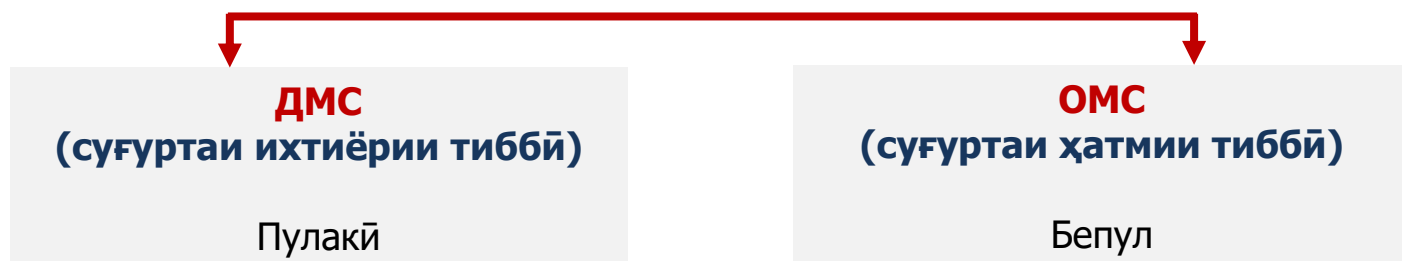 ДМС
(суғуртаи ихтиёрии тиббӣ)
Пулакӣ
ОМС
(суғуртаи ҳатмии тиббӣ)
Бепул